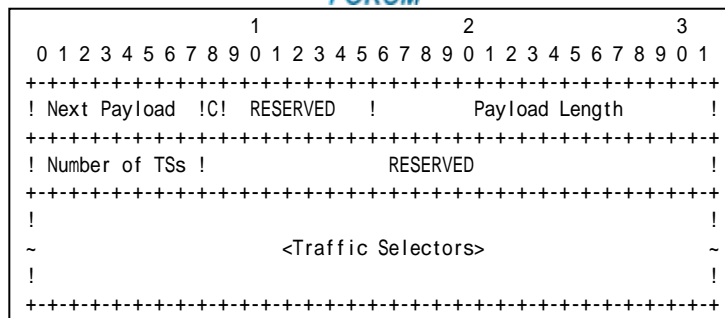 FORUM
                     1                   2                   3
 0 1 2 3 4 5 6 7 8 9 0 1 2 3 4 5 6 7 8 9 0 1 2 3 4 5 6 7 8 9 0 1
+-+-+-+-+-+-+-+-+-+-+-+-+-+-+-+-+-+-+-+-+-+-+-+-+-+-+-+-+-+-+-+-+
! Next Payload  !C!  RESERVED   !         Payload Length        !
+-+-+-+-+-+-+-+-+-+-+-+-+-+-+-+-+-+-+-+-+-+-+-+-+-+-+-+-+-+-+-+-+
! Number of TSs !                 RESERVED                      !
+-+-+-+-+-+-+-+-+-+-+-+-+-+-+-+-+-+-+-+-+-+-+-+-+-+-+-+-+-+-+-+-+
!                                                               !
~                       <Traffic Selectors>                     ~
!                                                               !
+-+-+-+-+-+-+-+-+-+-+-+-+-+-+-+-+-+-+-+-+-+-+-+-+-+-+-+-+-+-+-+-+